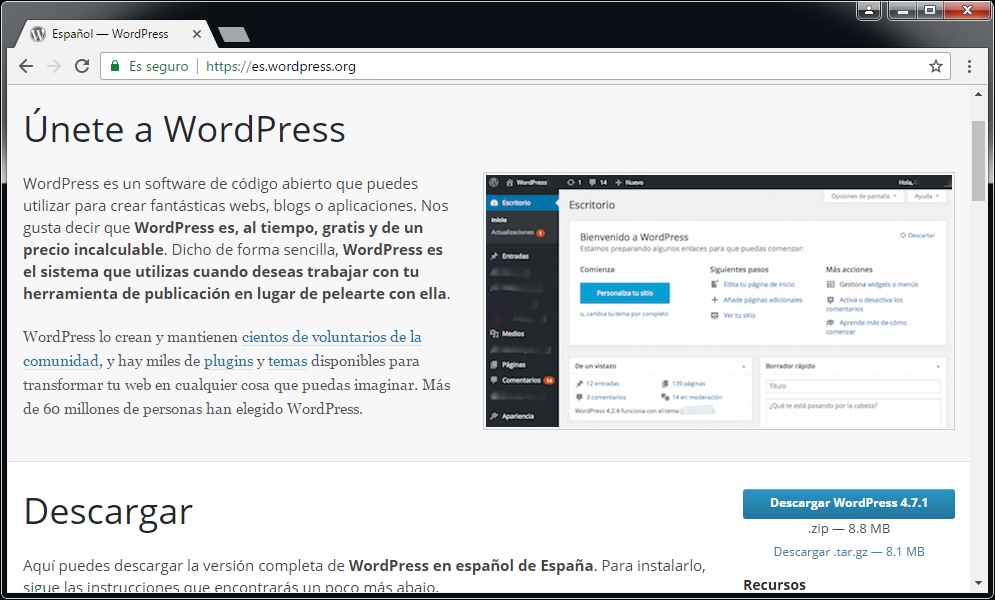 Español — WordPress
Es seguro
https://es.wordpress.org
Únete a WordPress
WordPress es un software de código abierto que puedes
utilizar para crear fantásticas webs, blogs o aplicaciones. Nos
gusta decir que WordPress es, al tiempo, gratis y de un
precio incalculable. Dicho de forma sencilla, WordPress es
el sistema que utilizas cuando deseas trabajar con tu
herramienta de publicación en lugar de pelearte con ella.
WordPress lo crean y mantienen cientos de voluntarios de la
comunidad, y hay miles de plugins y temas disponibles para
transformar tu web en cualquier cosa que puedas imaginar. Más
de 60 millones de personas han elegido WordPress.
WordPress 1 14 Nuevo Hola,
Opciones de pantalla Ayuda
Escritorio
Inicio
Actualizaciones 1
Entradas
Medios
Páginas
Comentarios 14
Apariencia
Escritorio
Bienvenido a WordPress
Descartar
Estamos preparando algunos enlaces para que puedas comenzar:
Comienza
Personaliza tu sitio
o, cambia tu tema por completo
Siguientes pasos
Edita tu página de inicio
Añade páginas adicionales
Ver tu sitio
Más acciones
Gestiona widgets o menús
Activa o desactiva los
comentarios
Aprende más de cómo
comenzar
De un vistazo
12 entradas
139 páginas
3 comentarios
14 en moderación
WordPress 4.2.4 funciona con el tema
Borrador rápido
Título
¿Qué te está pasando por la cabeza?
Descargar
Aquí puedes descargar la versión completa de WordPress en español de España. Para instalarlo,
sigue las instrucciones que encontrarás un poco más abajo.
Descargar WordPress 4.7.1
.zip — 8.8 MB
Descargar .tar.gz — 8.1 MB
Recursos